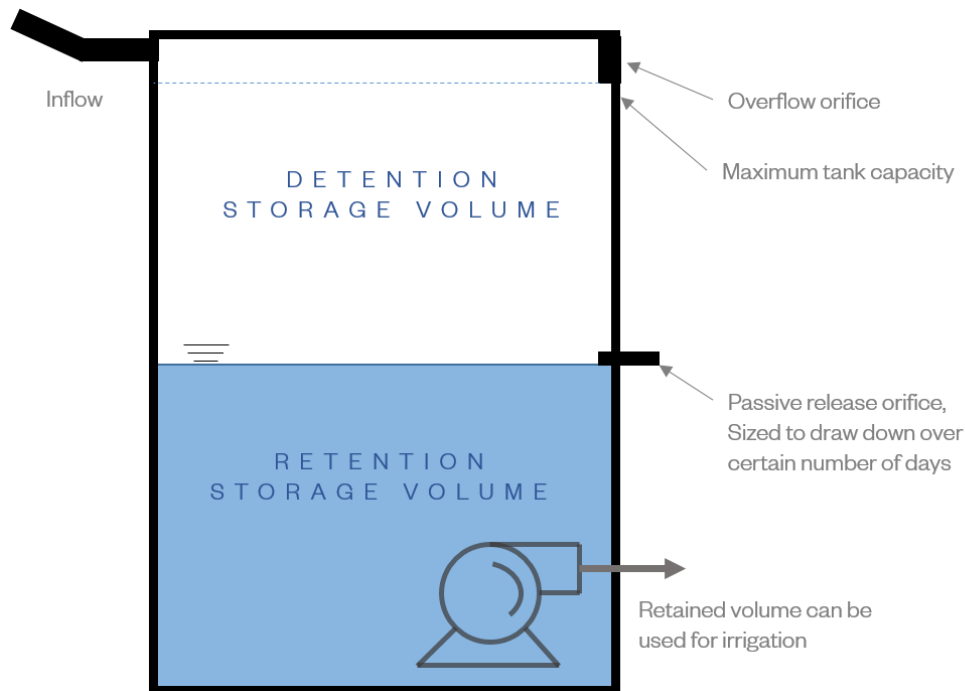 Inflow
Overflow orifice
Maximum tank capacity
DETENTION
STORAGE VOLUME
Passive release orifice,
Sized to draw down over
certain number of days
RETENTION
STORAGE VOLUME
Retained volume can be
used for irrigation